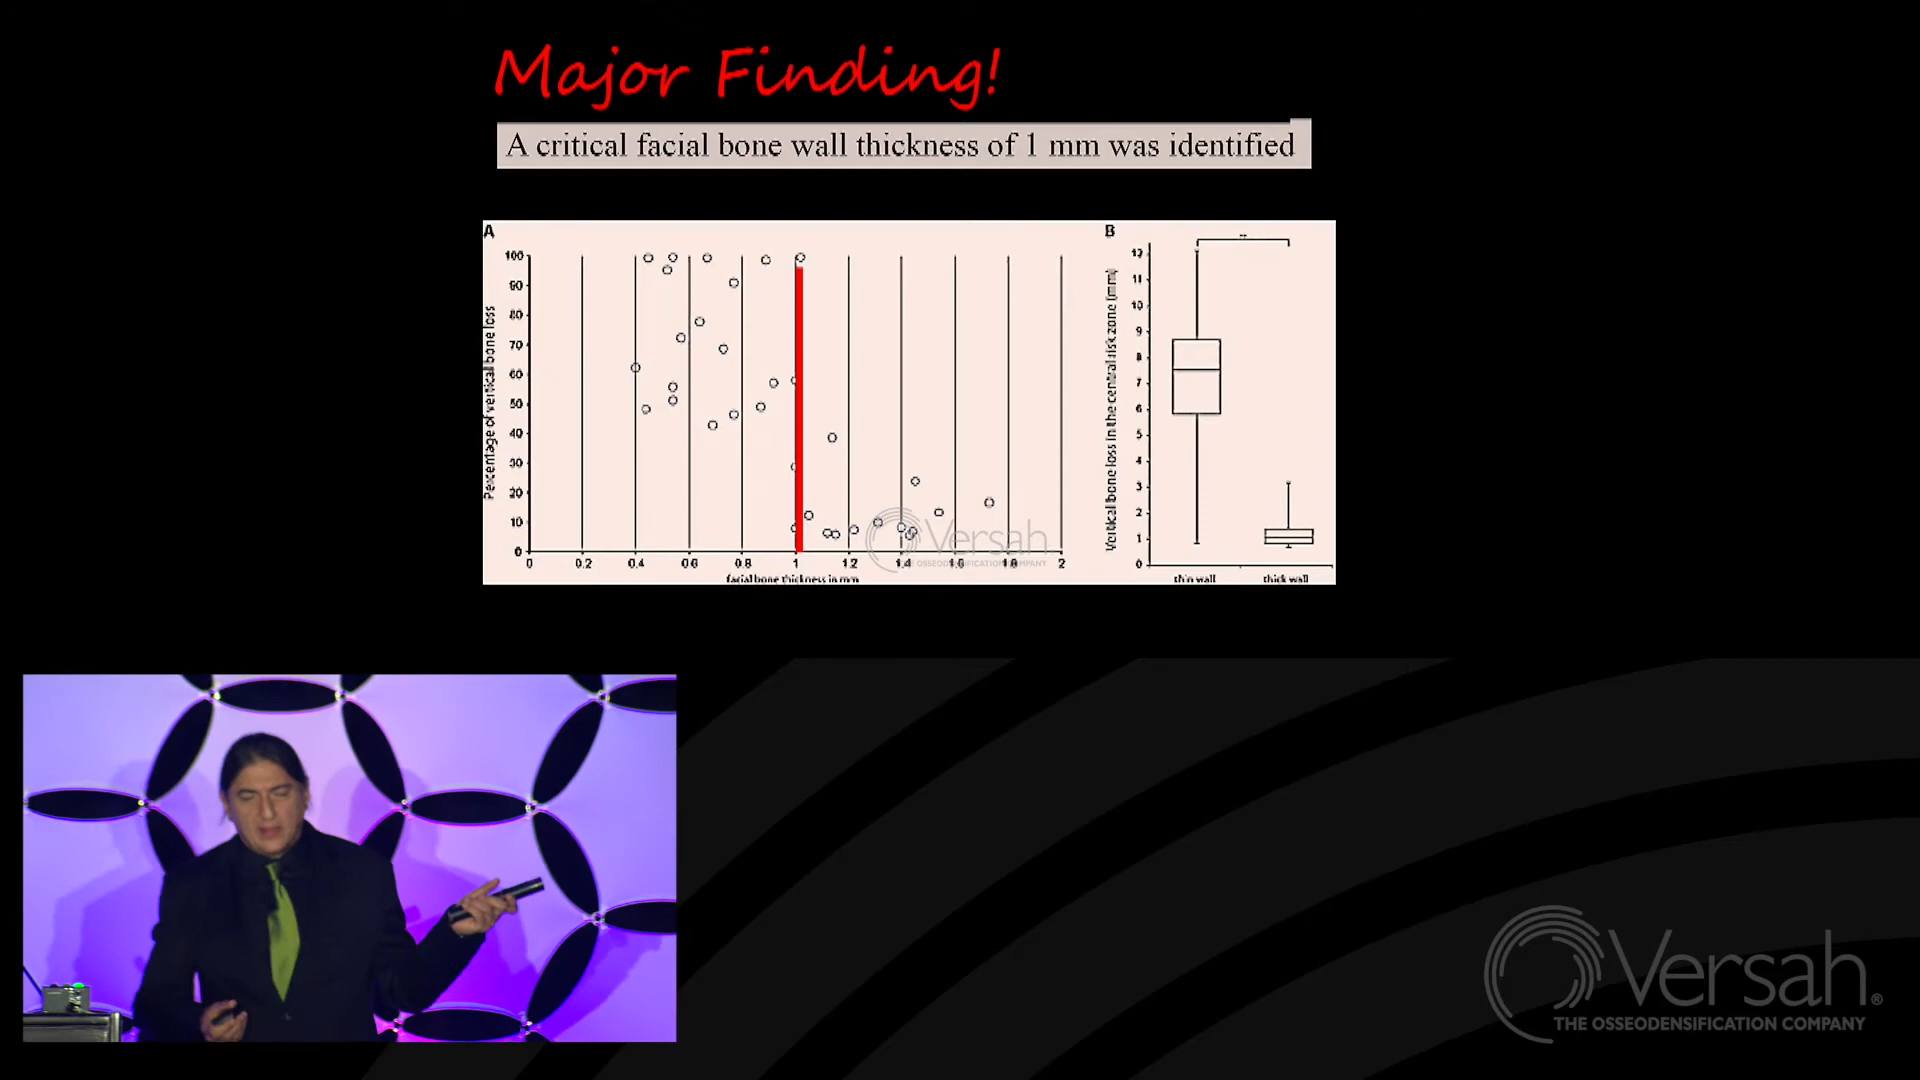 Major Finding!
A critical facial bone wall thickness of 1 mm was identified
A
B
Percentage of vertical bone loss
100
90
80
70
60
50
40
30
20
10
0
0 0.2 0.4 0.6 0.8 1 1.2 1.4 1.6 1.8 2
facial bone thickness in mm
Vertical bone loss in the central risk zone (mm)
12
11
10
9
8
7
6
5
4
3
2
1
0
thin wall thick wall
Versah
THE OSSEODENSIFICATION COMPANY
Versah®
THE OSSEODENSIFICATION COMPANY